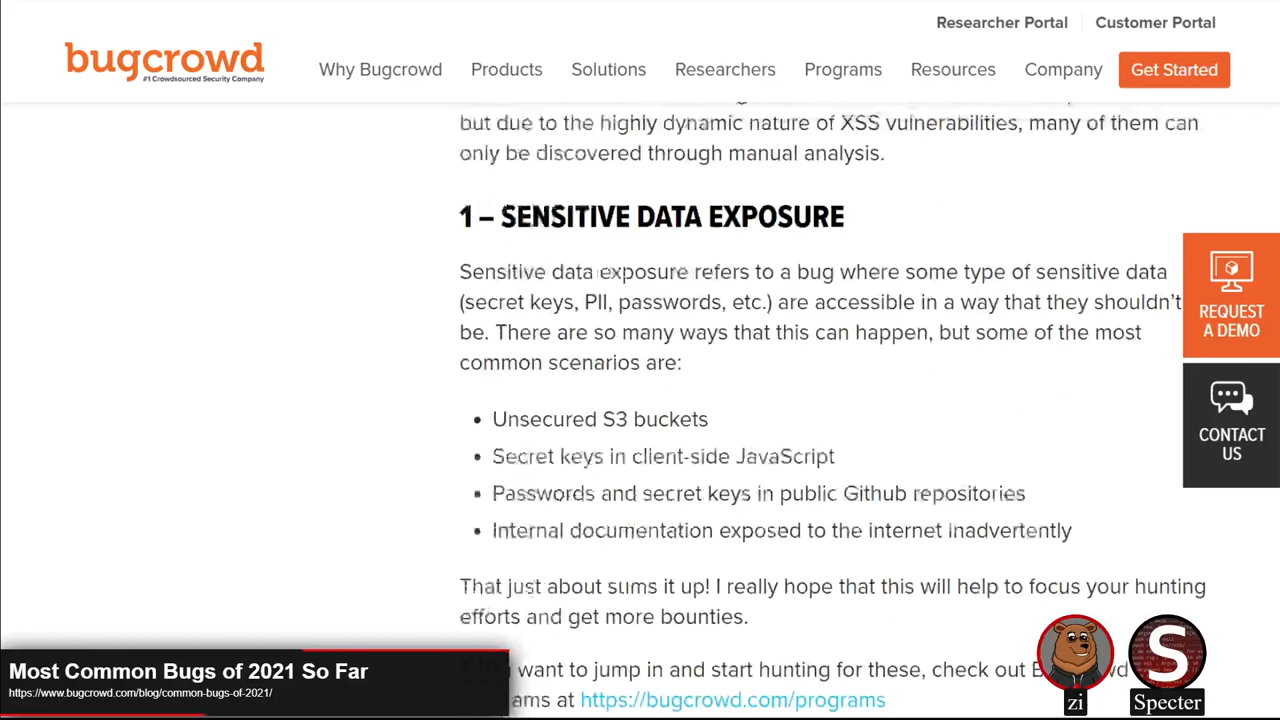 Researcher Portal
Customer Portal
bugcrowd
#1 Crowdsourced Security Company
Why Bugcrowd
Products
Solutions
Researchers
Programs
Resources
Company
Get Started
but due to the highly dynamic nature of XSS vulnerabilities, many of them can
only be discovered through manual analysis.
1 – SENSITIVE DATA EXPOSURE
Sensitive data exposure refers to a bug where some type of sensitive data
(secret keys, PII, passwords, etc.) are accessible in a way that they shouldn't
be. There are so many ways that this can happen, but some of the most
common scenarios are:
• Unsecured S3 buckets
• Secret keys in client-side JavaScript
• Passwords and secret keys in public Github repositories
• Internal documentation exposed to the internet inadvertently
That just about sums it up! I really hope that this will help to focus your hunting
efforts and get more bounties.
want to jump in and start hunting for these, check out
https://bugcrowd.com/programs
REQUEST
A DEMO
CONTACT
US
Most Common Bugs of 2021 So Far
https://www.bugcrowd.com/blog/common-bugs-of-2021/
zi
S
Specter